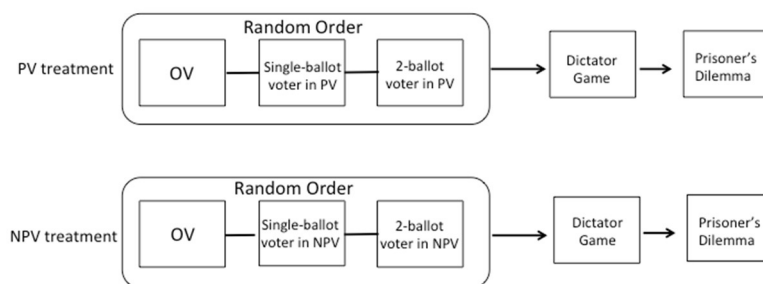 Random Order
PV treatment
OV
Single-ballot
voter in PV
2-ballot
voter in PV
Dictator
Game
Prisoner's
Dilemma
Random Order
NPV treatment
OV
Single-ballot
voter in NPV
2-ballot
voter in NPV
Dictator
Game
Prisoner's
Dilemma